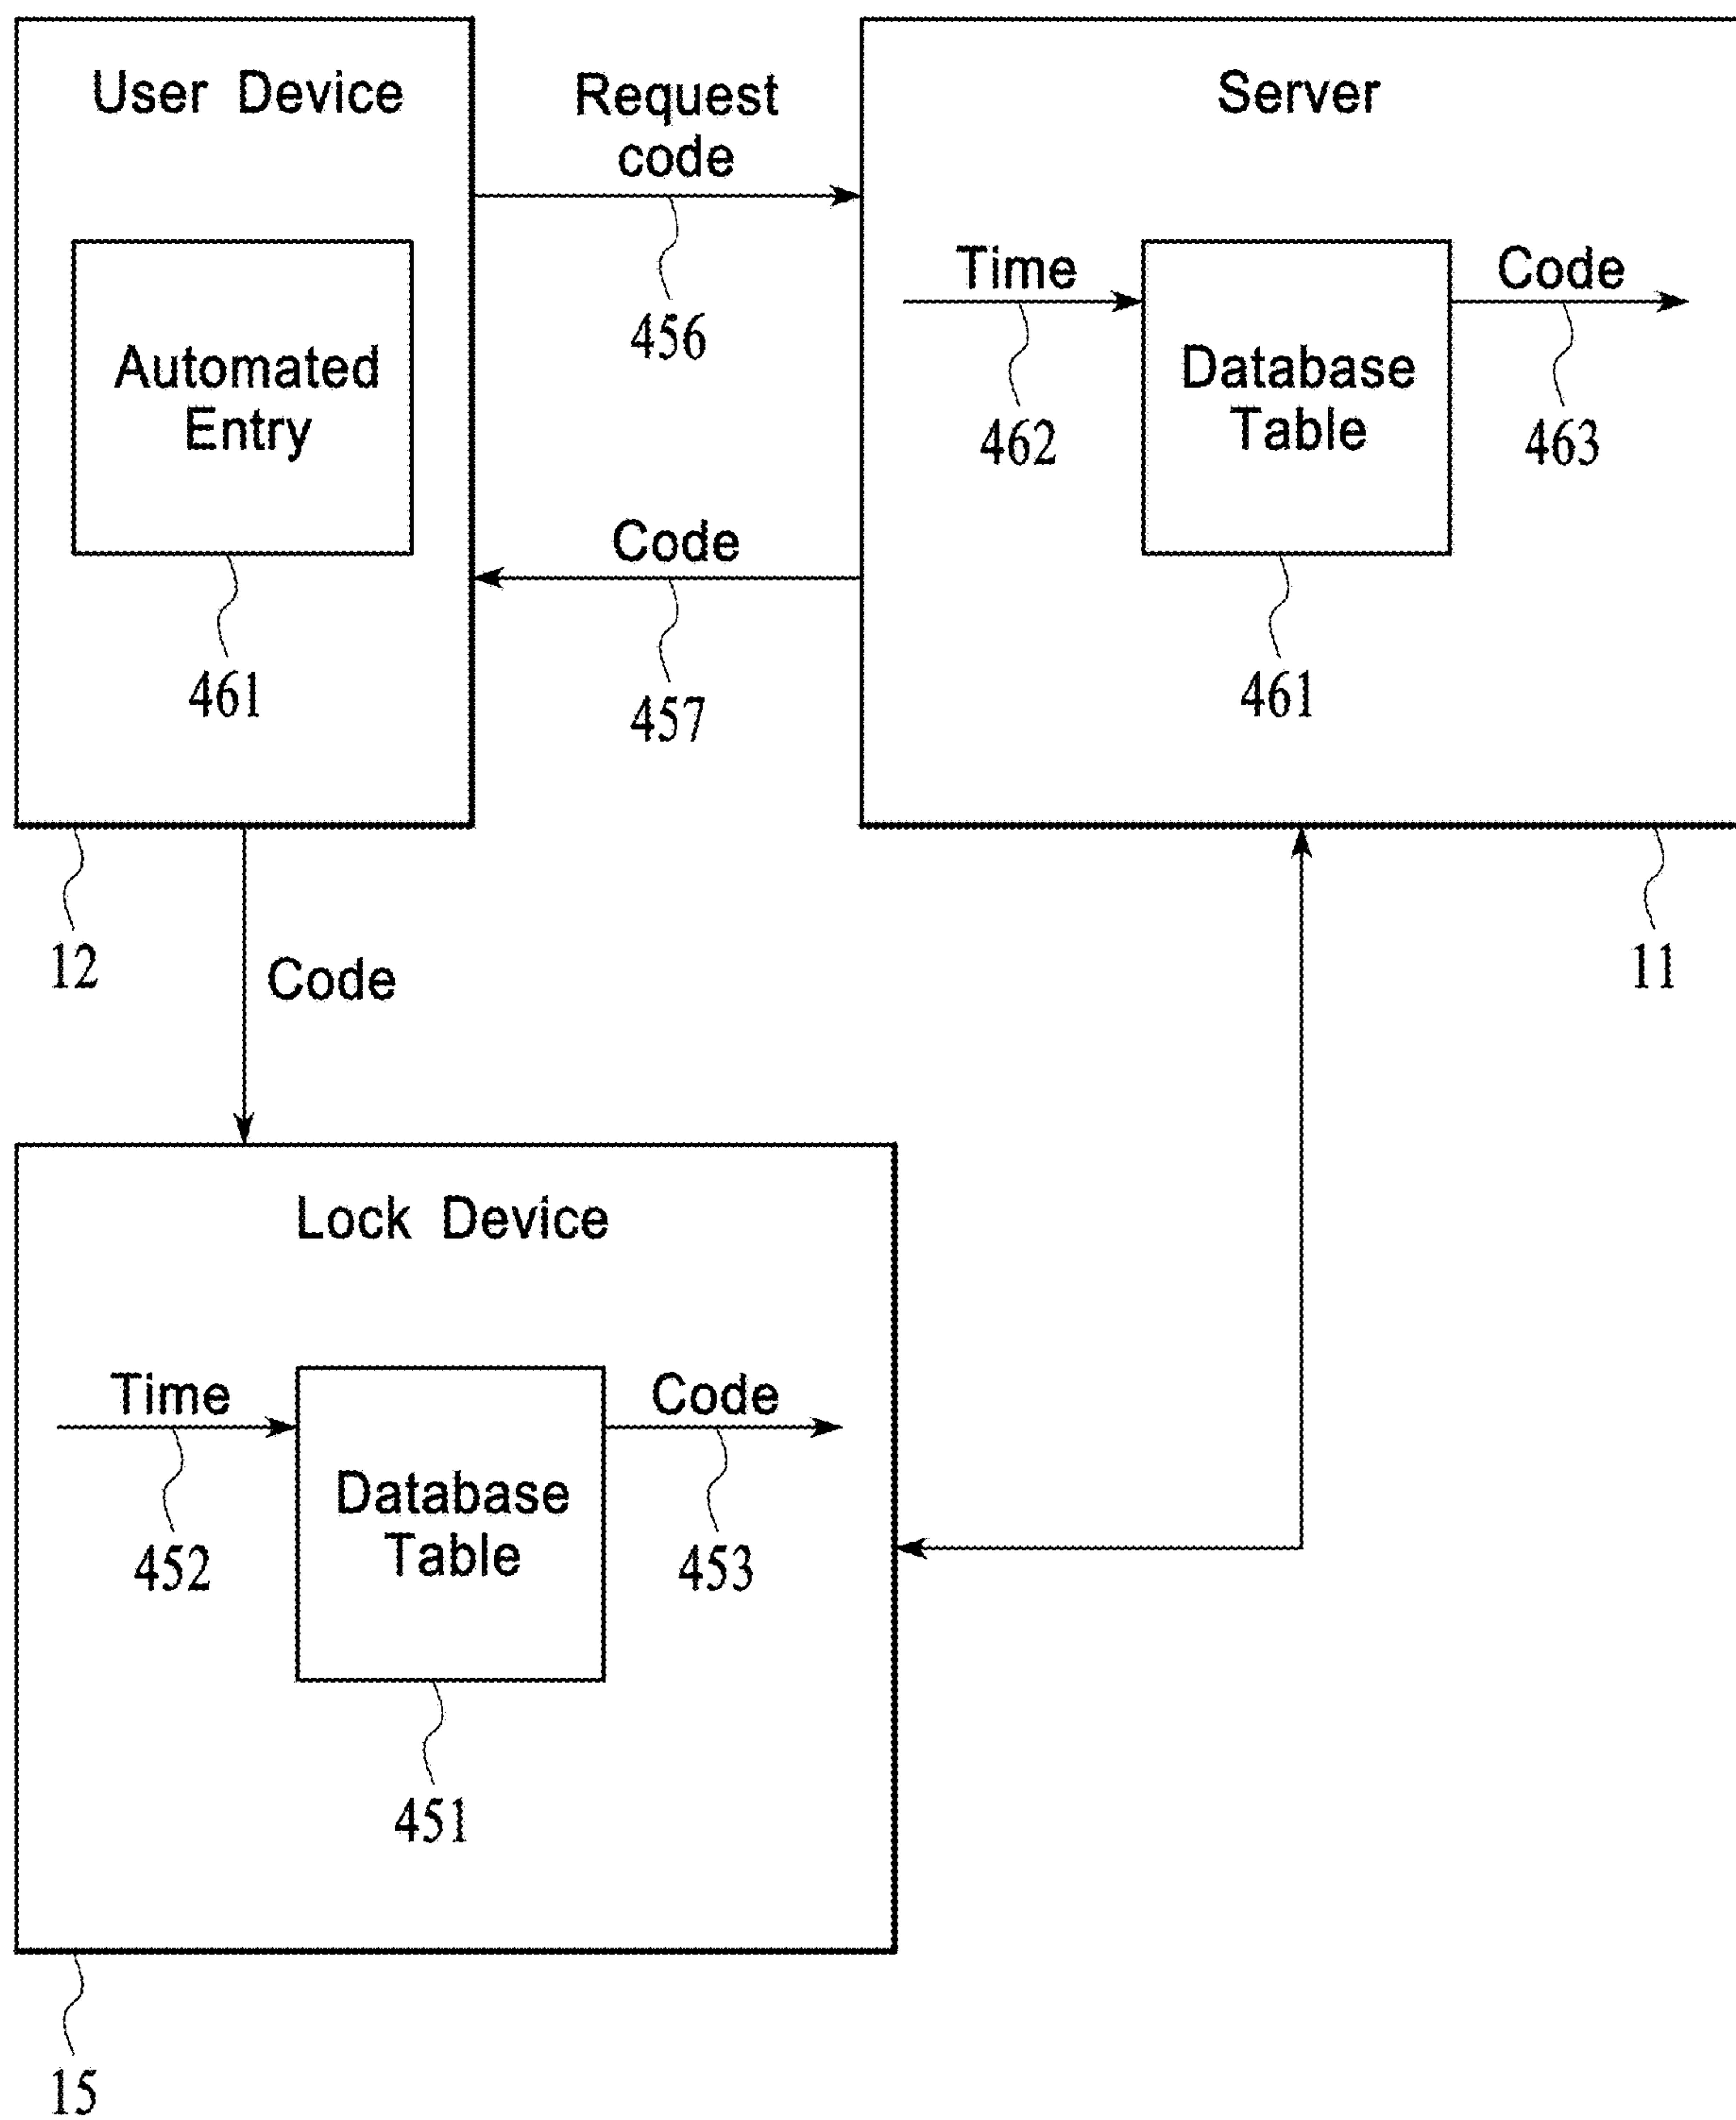 User Device
Request
code
Server
456
Automated
Entry
461
Time
462
Database
Table
461
Code
463
Code
457
12
11
Code
Lock Device
Time
452
Database
Table
451
Code
453
15